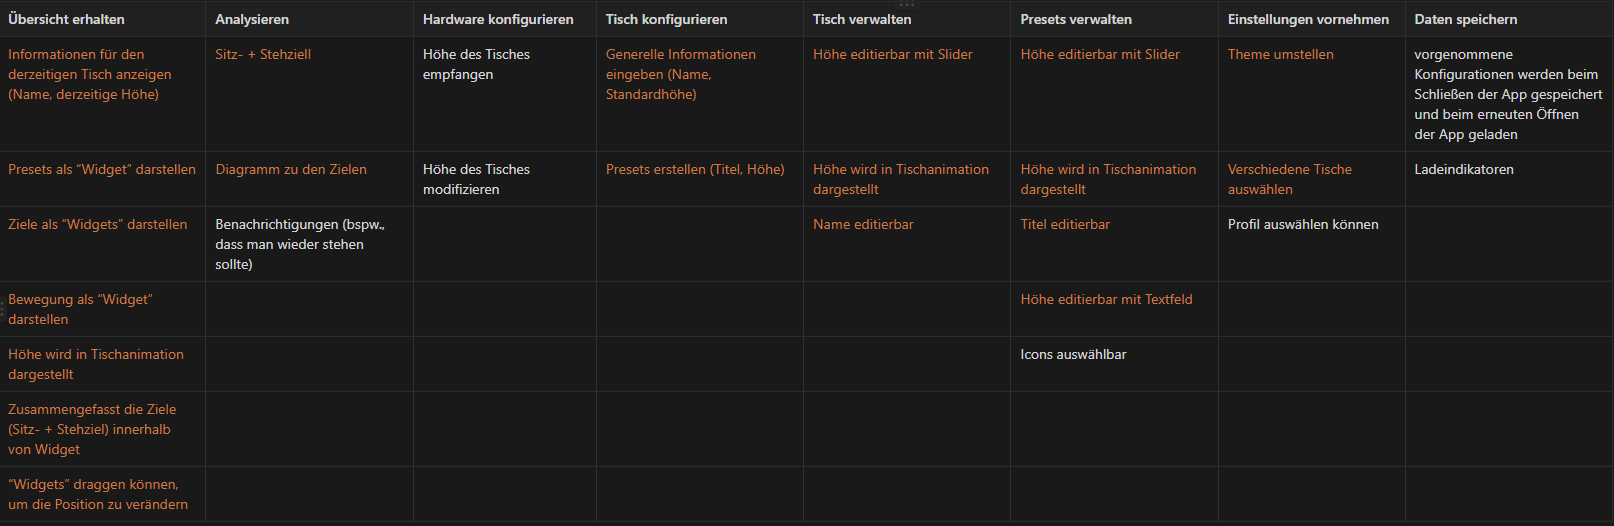 Übersicht erhalten
Analysieren
Hardware konfigurieren
Tisch konfigurieren
Tisch verwalten
Presets verwalten
Einstellungen vornehmen
Daten speichern
Informationen für den
derzeitigen Tisch anzeigen
(Name, derzeitige Höhe)
Sitz- + Stehziell
Höhe des Tisches
empfangen
Generelle Informationen
eingeben (Name,
Standardhöhe)
Höhe editierbar mit Slider
Höhe editierbar mit Slider
Theme umstellen
vorgenommene
Konfigurationen werden beim
Schließen der App gespeichert
und beim erneuten Öffnen
der App geladen
Presets als “Widget” darstellen
Diagramm zu den Zielen
Höhe des Tisches
modifizieren
Presets erstellen (Titel, Höhe)
Höhe wird in Tischanimation
dargestellt
Höhe wird in Tischanimation
dargestellt
Verschiedene Tische
auswählen
Ladeindikatoren
Ziele als “Widgets” darstellen
Benachrichtigungen (bspw.,
dass man wieder stehen
sollte)
Name editierbar
Titel editierbar
Profil auswählen können
Bewegung als “Widget”
darstellen
Höhe editierbar mit Textfeld
Höhe wird in Tischanimation
dargestellt
Icons auswählbar
Zusammengefasst die Ziele
(Sitz- + Stehziel) innerhalb
von Widget
“Widgets” draggen können,
um die Position zu verändern